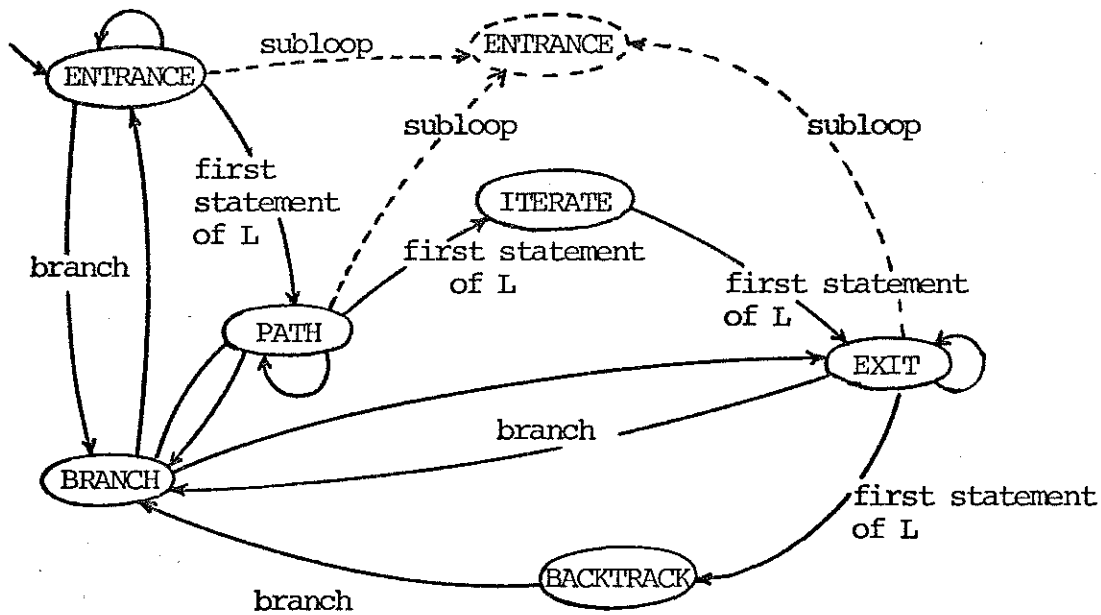 subloop
ENTRANCE
ENTRANCE
subloop
subloop
first
statement
of L
ITERATE
branch
first statement
of L
first statement
of L
PATH
EXIT
branch
BRANCH
first statement
of L
BACKTRACK
branch